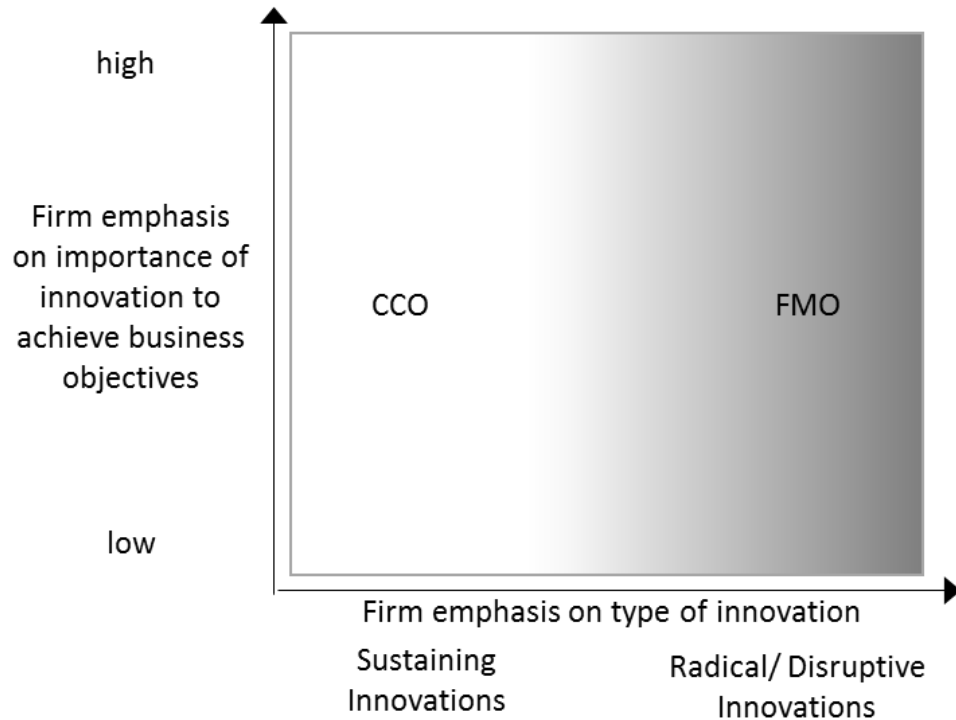 high
Firm emphasis
on importance of
innovation to
achieve business
objectives
low
CCO
FMO
Firm emphasis on type of innovation
Sustaining
Innovations
Radical/ Disruptive
Innovations